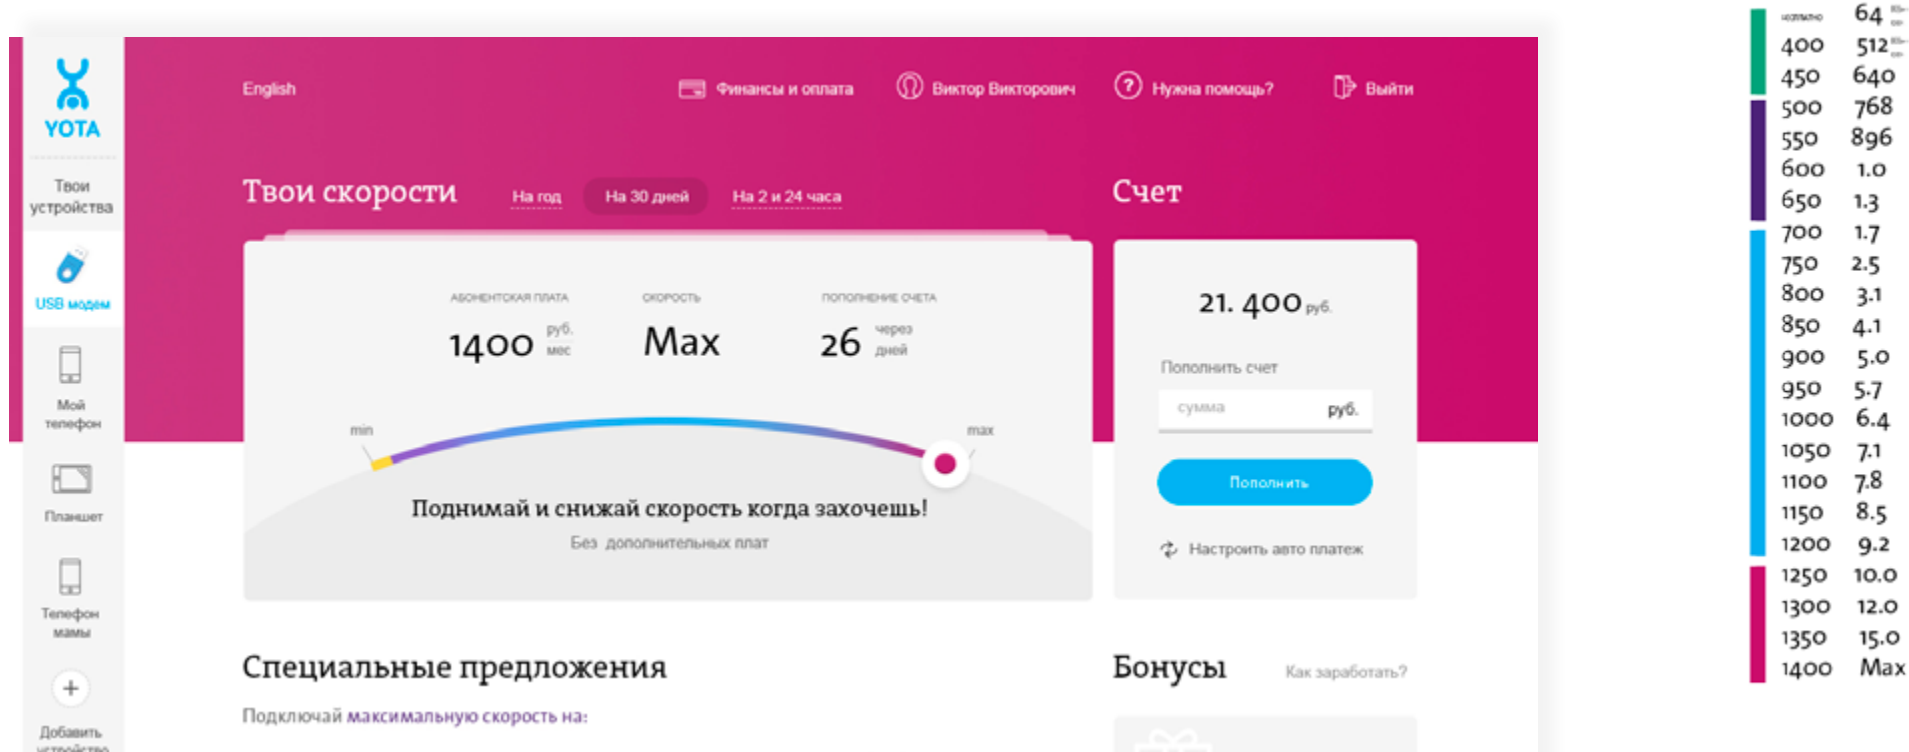 YOTA
Твои
устройства
USB модем
Мой
телефон
Планшет
Телефон
мамы
+
Добавить
устройство
English
Финансы и оплата
Виктор Викторович
? Нужна помощь?
Выйти
Твои скорости
На год
На 30 дней
На 2 и 24 часа
АБОНЕНТСКАЯ ПЛАТА
СКОРОСТЬ
ПОПОЛНЕНИЕ СЧЕТА
1400 руб. мес
Max
26 через дней
min
max
Поднимай и снижай скорость когда захочешь!
Без дополнительных плат
Счет
21. 400 руб.
Пополнить счет
сумма руб.
Пополнить
Настроить авто платеж
Специальные предложения
Подключай максимальную скорость на:
Бонусы
Как заработать?
64
400 512
450 640
500 768
550 896
600 1.0
650 1.3
700 1.7
750 2.5
800 3.1
850 4.1
900 5.0
950 5.7
1000 6.4
1050 7.1
1100 7.8
1150 8.5
1200 9.2
1250 10.0
1300 12.0
1350 15.0
1400 Max